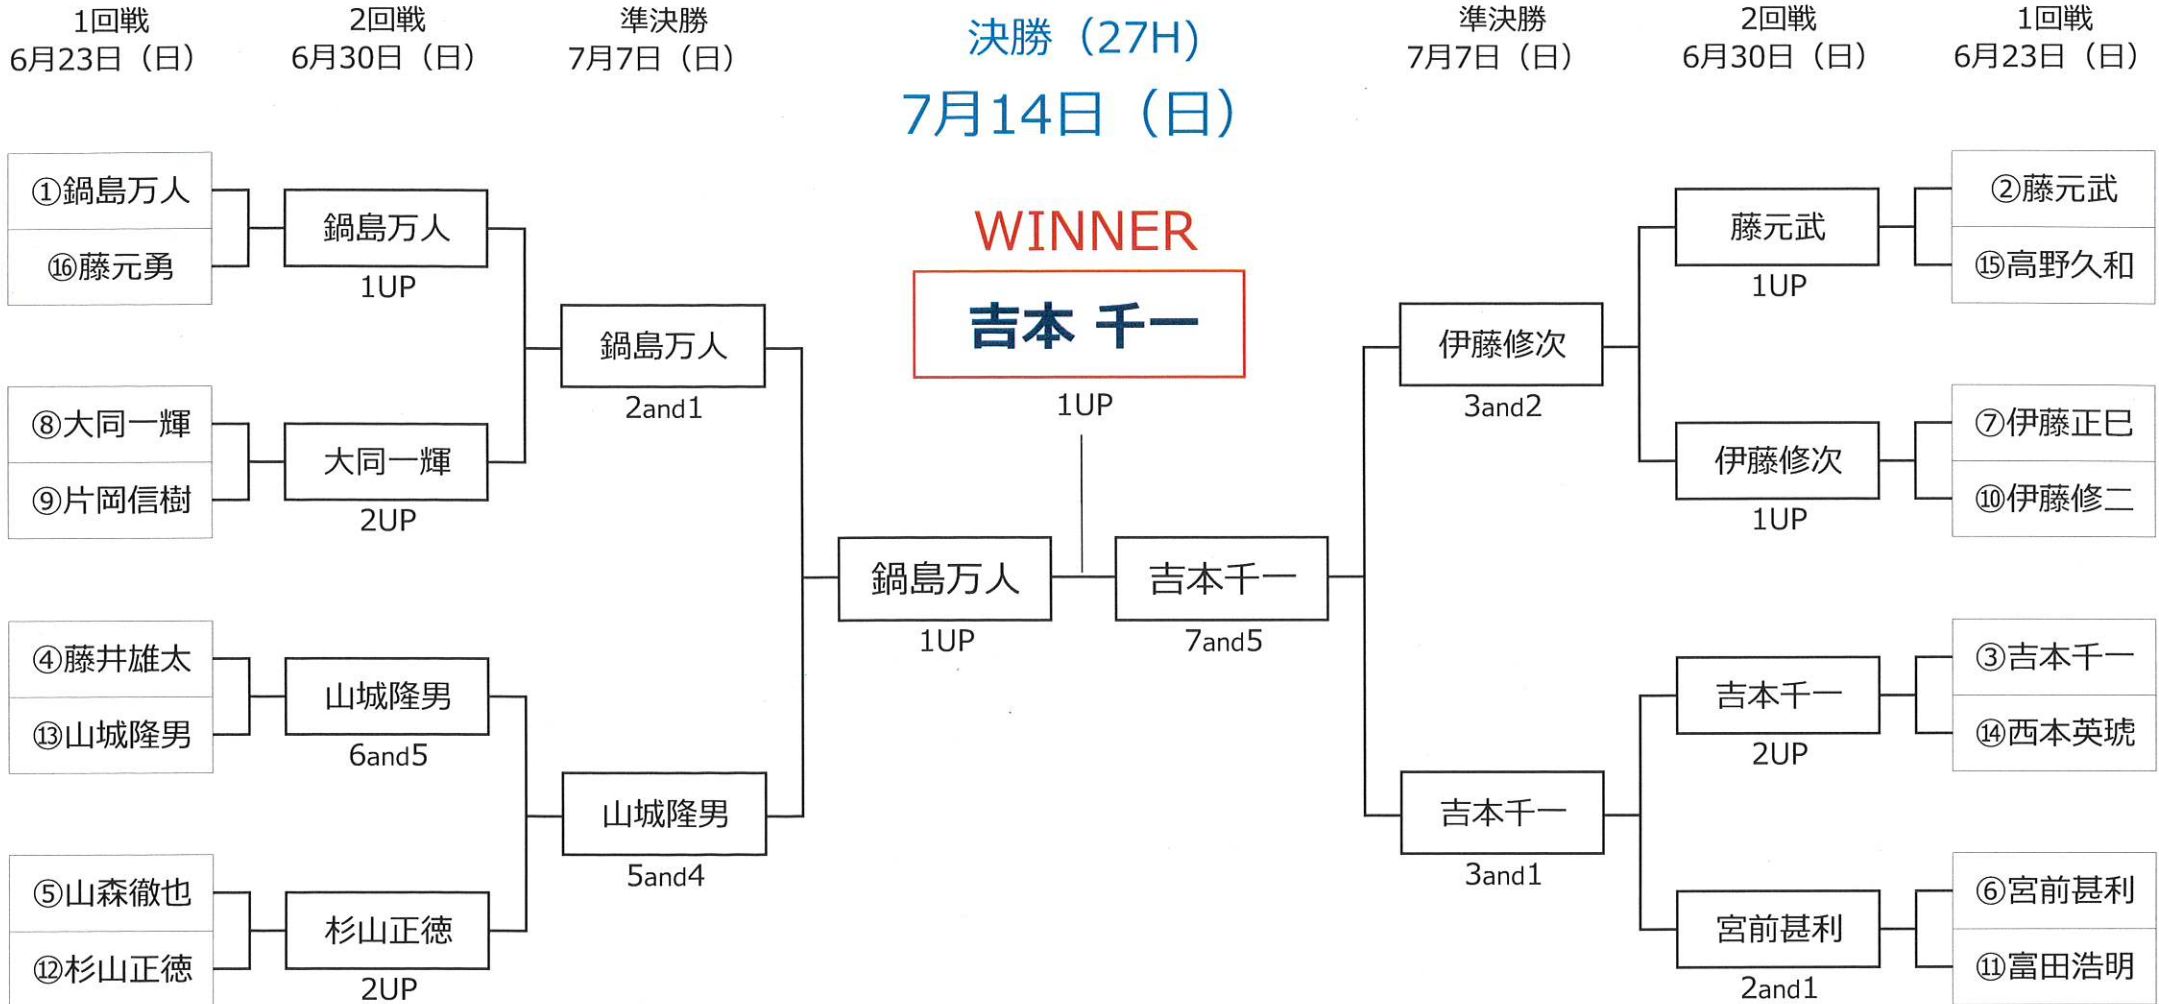 1回戦
6月23日（日）
2回戦
6月30日（日）
準決勝
7月7日（日）
決勝（27H)
7月14日（日）
準決勝
7月7日（日）
2回戦
6月30日（日）
1回戦
6月23日（日）
①鍋島万人
⑯藤元勇
⑧大同一輝
⑨片岡信樹
④藤井雄太
⑬山城隆男
⑤山森徹也
⑫杉山正徳
鍋島万人
1UP
大同一輝
2UP
山城隆男
6and5
杉山正徳
2UP
鍋島万人
2and1
山城隆男
5and4
鍋島万人
1UP
WINNER
吉本 千一
1UP
吉本千一
7and5
伊藤修次
3and2
吉本千一
3and1
藤元武
1UP
伊藤修次
1UP
吉本千一
2UP
宮前甚利
2and1
②藤元武
⑮高野久和
⑦伊藤正巳
⑩伊藤修二
③吉本千一
⑭西本英琥
⑥宮前甚利
⑪富田浩明